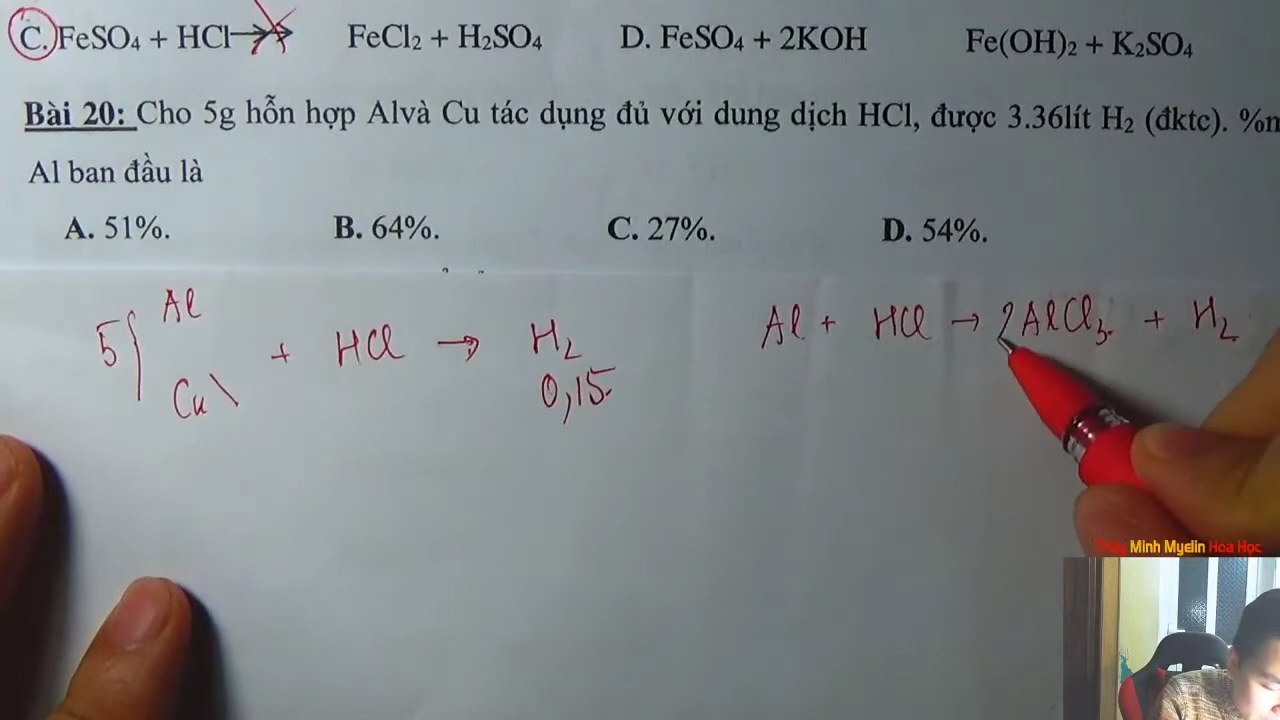 C. FeSO₄ + HCl→ FeCl₂ + H₂SO₄ D. FeSO₄ + 2KOH Fe(OH)₂ + K₂SO₄
Bài 20: Cho 5g hỗn hợp Alvà Cu tác dụng đủ với dung dịch HCl, được 3.36lít H₂ (đktc). %m
Al ban đầu là
A. 51%. B. 64%. C. 27%. D. 54%.
5 Al
Cu
+ HCl → H₂
0,15
Al + HCl → 2AlCl₃ + H₂
Thầy Minh Myelin Hoa Học